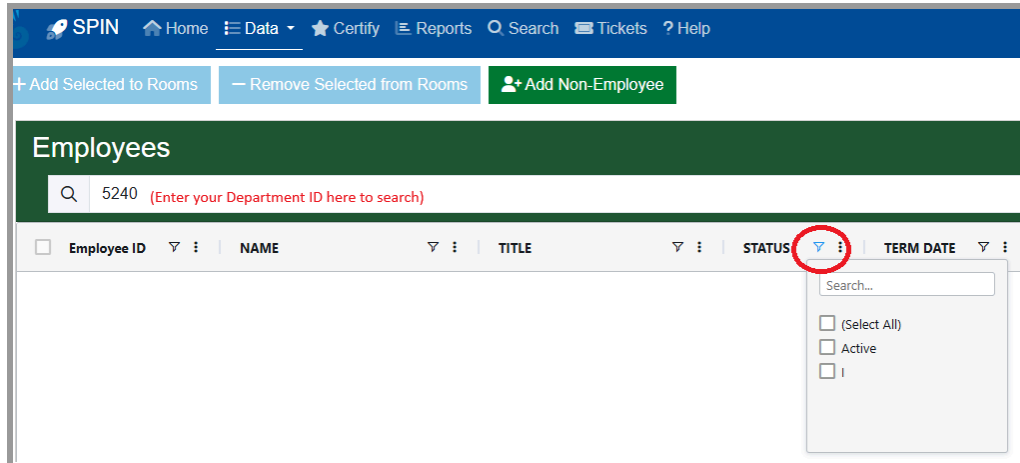 SPIN Home Data Certify Reports Search Tickets ? Help
+ Add Selected to Rooms — Remove Selected from Rooms Add Non-Employee
Employees
5240 (Enter your Department ID here to search)
Employee ID NAME TITLE STATUS TERM DATE
Search...
(Select All)
Active
I